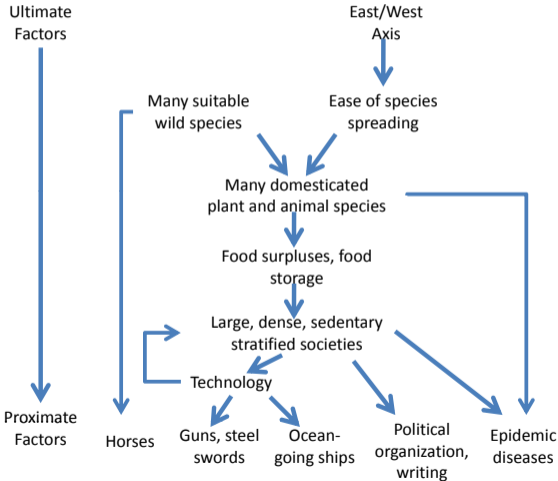 Ultimate
Factors
East/West
Axis
Many suitable
wild species
Ease of species
spreading
Many domesticated
plant and animal species
Food surpluses, food
storage
Large, dense, sedentary
stratified societies
Technology
Proximate
Factors
Horses
Guns, steel
swords
Ocean-
going ships
Political
organization,
writing
Epidemic
diseases